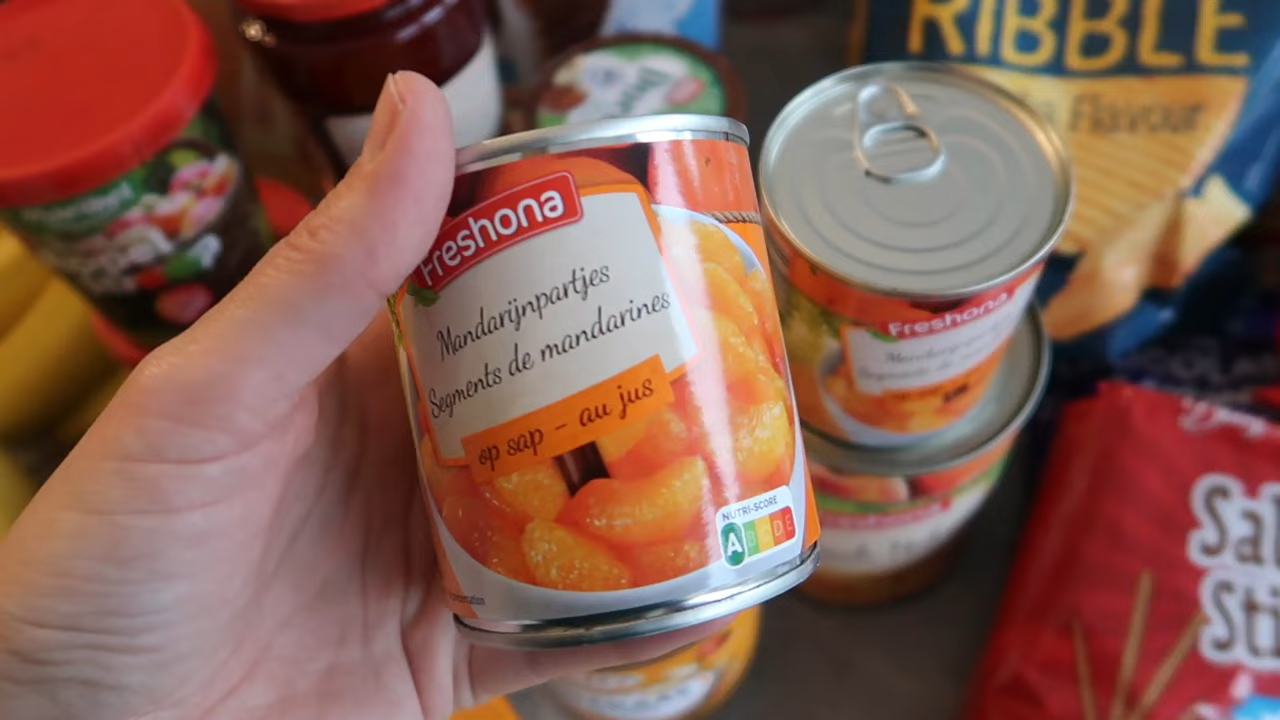 RIBBLE
Flavour
Freshona
Mandarijnpartjes
Segments de mandarines
op sap - au jus
NUTRI-SCORE
A B C D E
Freshona
Sal
Sti